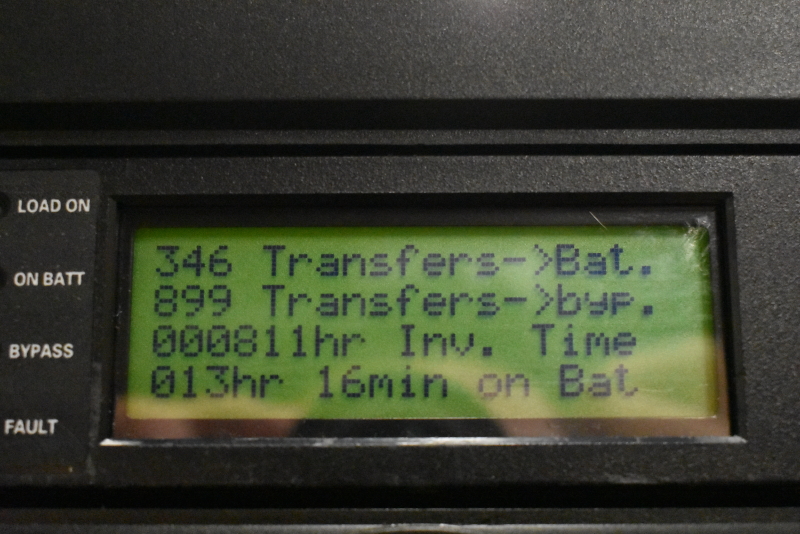 LOAD ON
ON BATT
BYPASS
FAULT
346 Transfers->Bat.
899 Transfers->byp.
000811hr Inv. Time
013hr 16min on Bat